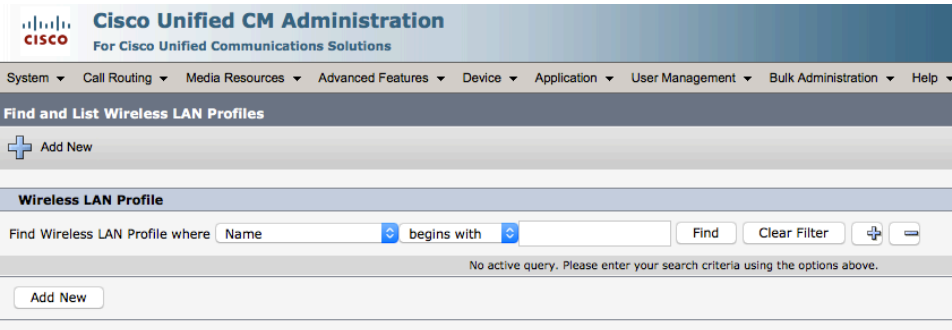 Cisco Unified CM Administration
CISCO
For Cisco Unified Communications Solutions
System Call Routing Media Resources Advanced Features Device Application User Management Bulk Administration Help
Find and List Wireless LAN Profiles
Add New
Wireless LAN Profile
Find Wireless LAN Profile where Name begins with Find Clear Filter
No active query. Please enter your search criteria using the options above.
Add New